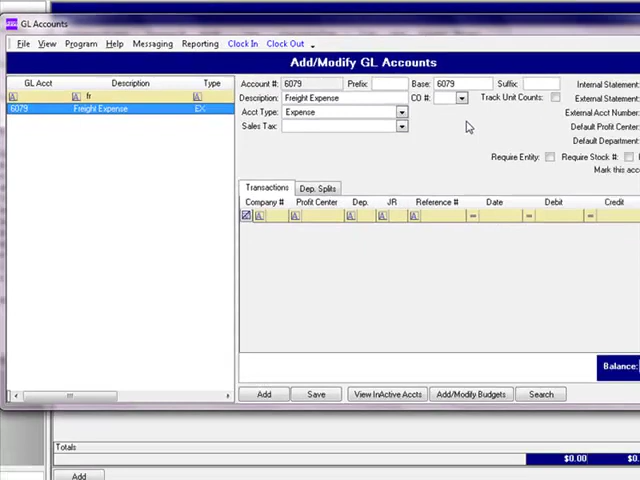 GL Accounts
File View Program Help Messaging Reporting Clock In Clock Out
Add/Modify GL Accounts
GL Acct Description Type
fr
6079 Freight Expense EX
Account #: 6079 Prefix: Base: 6079 Suffix: Internal Statement:
Description: Freight Expense CO #: Track Unit Counts: External Statement:
Acct Type: Expense External Acct Number:
Sales Tax: Default Profit Center:
Default Department:
Require Entity: Require Stock #:
Mark this acco
Transactions Dep. Splits
Company # Profit Center Dep. JR Reference # Date Debit Credit
Balance:
Add Save View InActive Accts Add/Modify Budgets Search
Totals
$0.00 $0.
Add